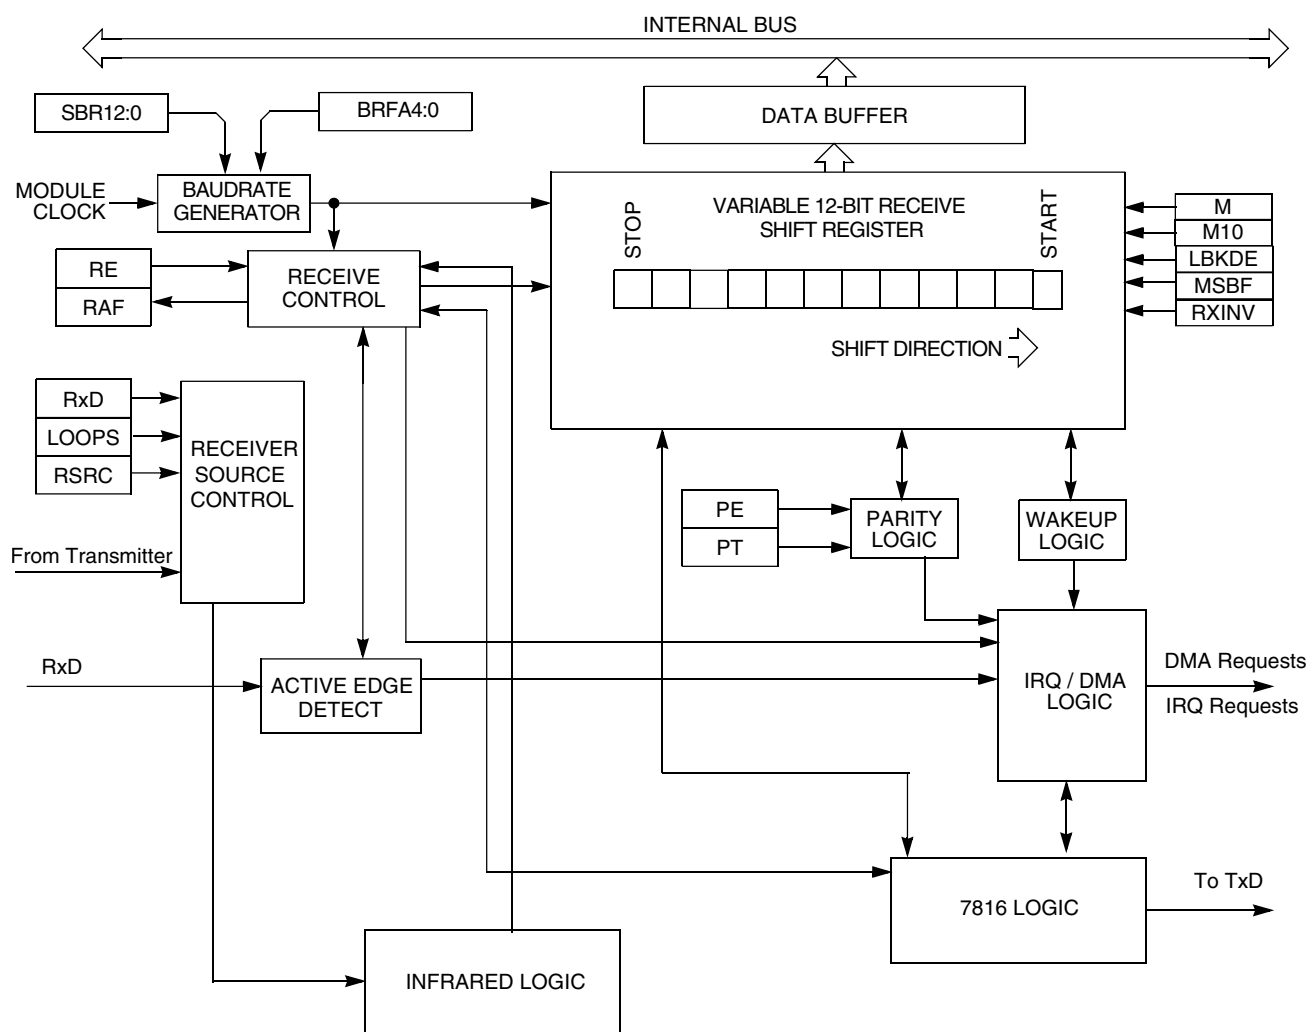 INTERNAL BUS
SBR12:0
BRFA4:0
DATA BUFFER
MODULE
CLOCK
BAUDRATE
GENERATOR
STOP
VARIABLE 12-BIT RECEIVE
SHIFT REGISTER
START
M
M10
LBKDE
MSBF
RXINV
RE
RAF
RECEIVE
CONTROL
SHIFT DIRECTION
RxD
LOOPS
RSRC
RECEIVER
SOURCE
CONTROL
From Transmitter
PE
PT
PARITY
LOGIC
WAKEUP
LOGIC
RxD
ACTIVE EDGE
DETECT
IRQ / DMA
LOGIC
DMA Requests
IRQ Requests
7816 LOGIC
To TxD
INFRARED LOGIC